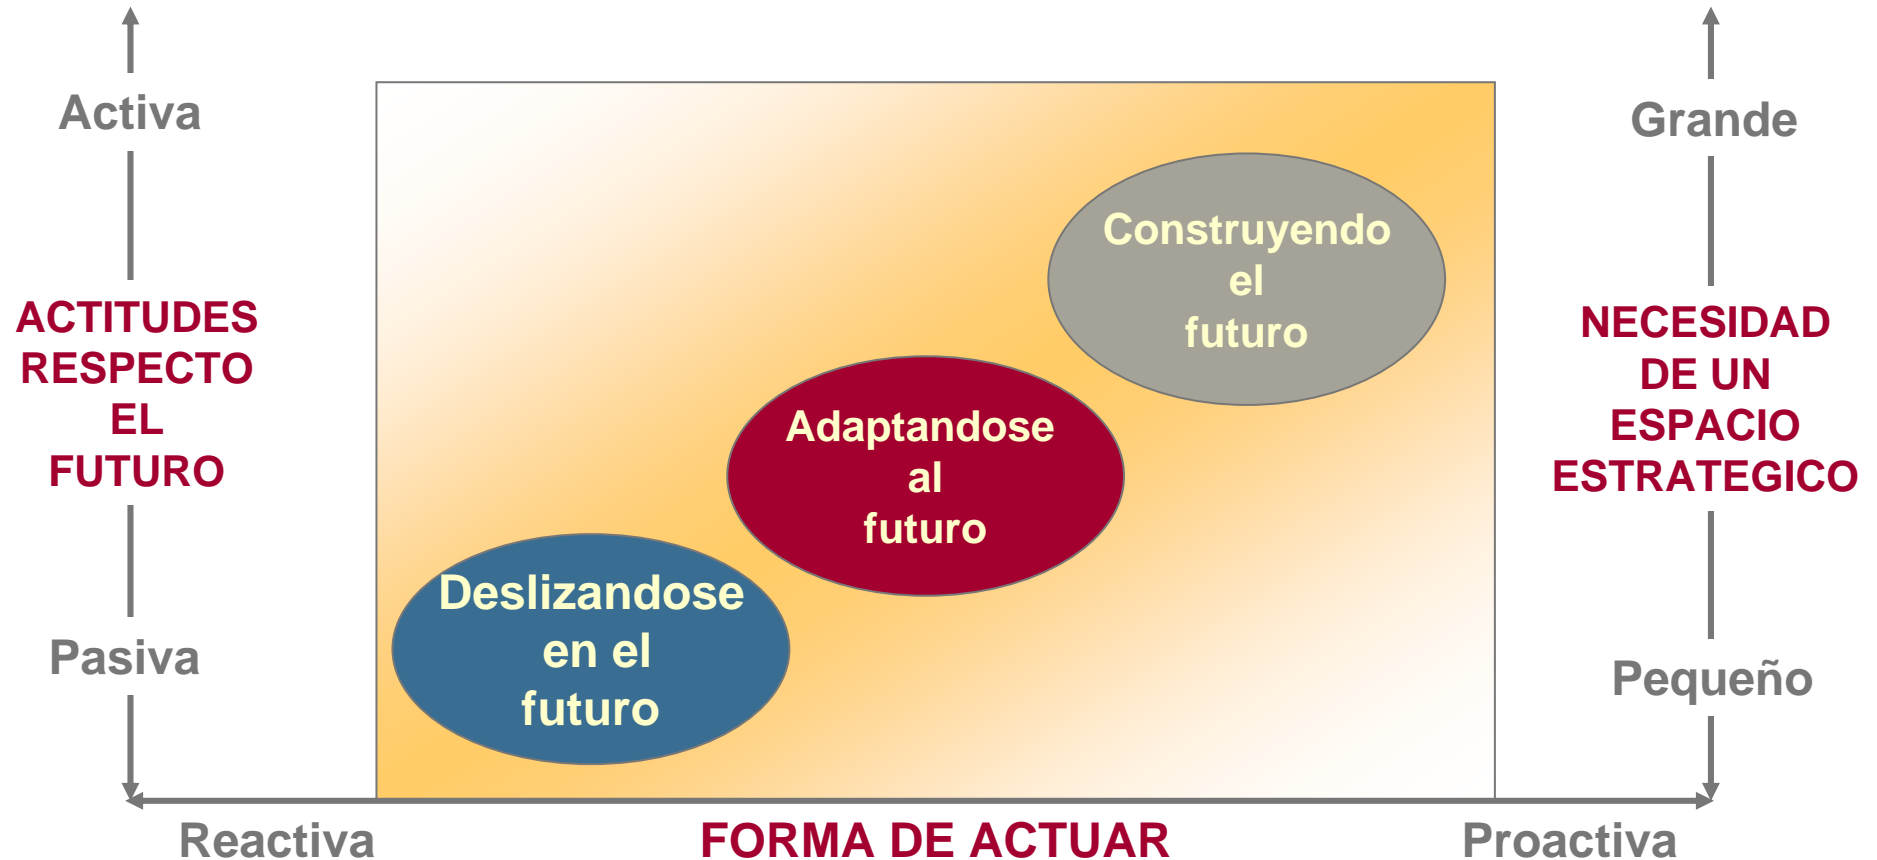 Activa
ACTITUDES
RESPECTO
EL
FUTURO
Pasiva
Construyendo
el
futuro
Adaptandose
al
futuro
Deslizandose
en el
futuro
Grande
NECESIDAD
DE UN
ESPACIO
ESTRATEGICO
Pequeño
Reactiva
FORMA DE ACTUAR
Proactiva